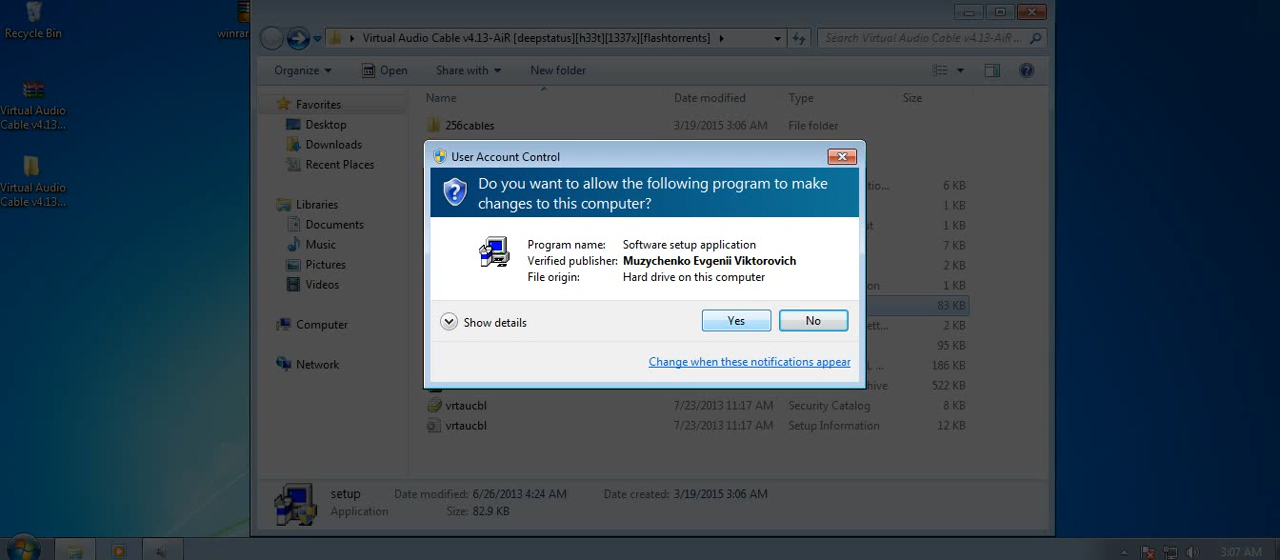 Recycle Bin
winrar
Virtual Audio
Cable v4.13...
Virtual Audio
Cable v4.13...
Virtual Audio Cable v4.13-AiR [deepstatus][h33t][1337x][flashtorrents]
Search Virtual Audio Cable v4.13-AiR ...
Organize
Open
Share with
New folder
Name
Date modified
Type
Size
Favorites
Desktop
Downloads
Recent Places
Libraries
Documents
Music
Pictures
Videos
Computer
Network
256cables 3/19/2015 3:06 AM File folder
6 KB
1 KB
7 KB
2 KB
1 KB
83 KB
2 KB
95 KB
186 KB
522 KB
User Account Control
Do you want to allow the following program to make
changes to this computer?
Program name: Software setup application
Verified publisher: Muzychenko Evgenii Viktorovich
File origin: Hard drive on this computer
Show details
Yes
No
Change when these notifications appear
vrtaucbl 7/23/2013 11:17 AM Security Catalog 8 KB
vrtaucbl 7/23/2013 11:17 AM Setup Information 12 KB
setup Date modified: 6/26/2013 4:24 AM Date created: 3/19/2015 3:06 AM
Application Size: 82.9 KB
3:07 AM